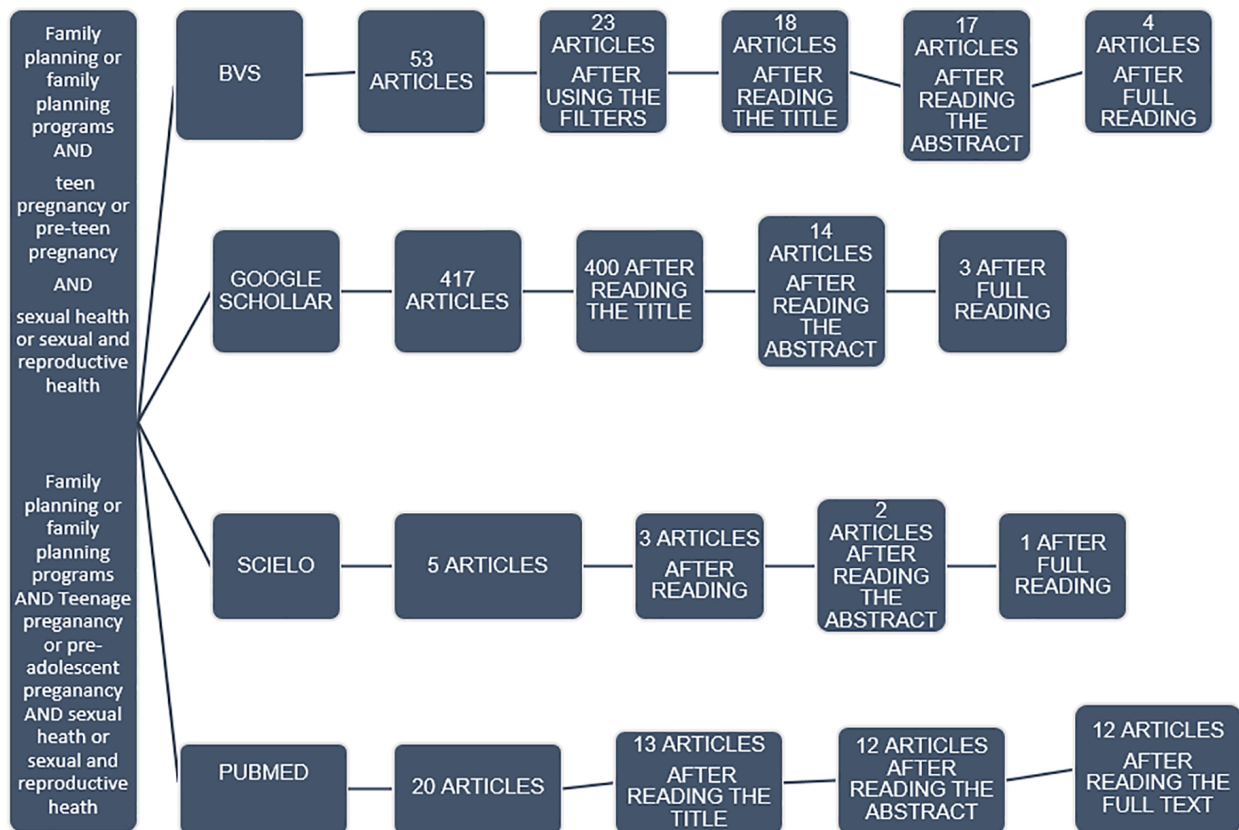 Family
planning or
family
planning
programs
AND
teen
pregnancy or
pre-teen
pregnancy
AND
sexual health
or sexual and
reproductive
health
Family
planning or
family
planning
programs
AND Teenage
preganancy
or pre-
adolescent
preganancy
AND sexual
heath or
sexual and
reproductive
heath
BVS
53
ARTICLES
23
ARTICLES
AFTER
USING THE
FILTERS
18
ARTICLES
AFTER
READING
THE TITLE
17
ARTICLES
AFTER
READING
THE
ABSTRACT
4
ARTICLES
AFTER
FULL
READING
GOOGLE
SCHOLLAR
417
ARTICLES
400 AFTER
READING
THE TITLE
14
ARTICLES
AFTER
READING
THE
ABSTRACT
3 AFTER
FULL
READING
SCIELO
5 ARTICLES
3 ARTICLES
AFTER
READING
2
ARTICLES
AFTER
READING
THE
ABSTRACT
1 AFTER
FULL
READING
PUBMED
20 ARTICLES
13 ARTICLES
AFTER
READING THE
TITLE
12 ARTICLES
AFTER
READING THE
ABSTRACT
12 ARTICLES
AFTER
READING THE
FULL TEXT